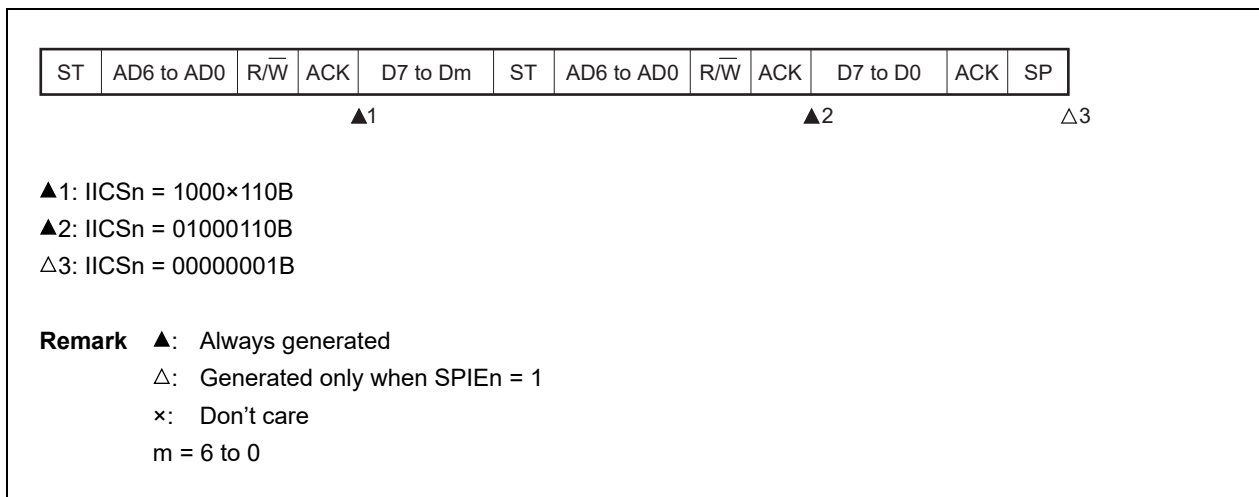 ST AD6 to AD0 R/W̅ ACK D7 to Dm ST AD6 to AD0 R/W̅ ACK D7 to D0 ACK SP
▲1 ▲2 △3
▲1: IICSn = 1000×110B
▲2: IICSn = 01000110B
△3: IICSn = 00000001B
Remark ▲: Always generated
△: Generated only when SPIEn = 1
×: Don't care
m = 6 to 0